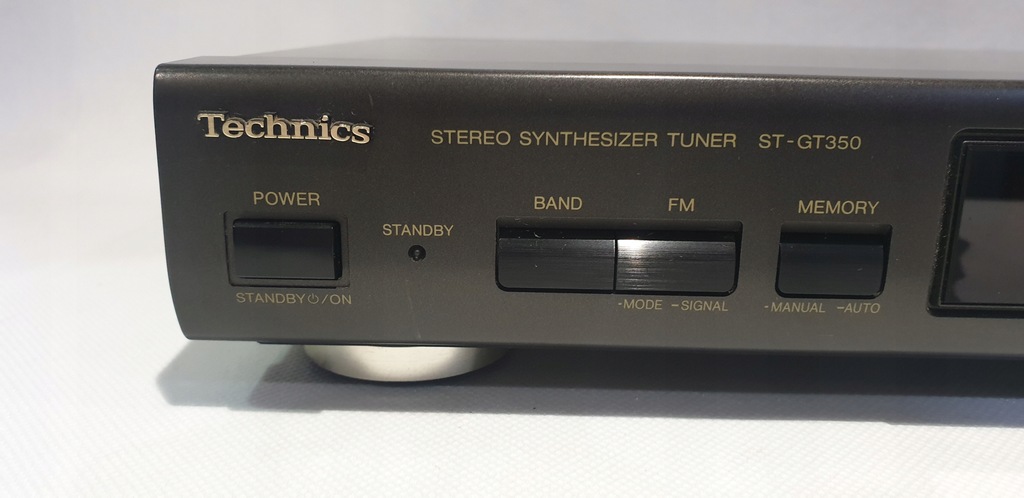 Technics
STEREO SYNTHESIZER TUNER ST-GT350
POWER
STANDBY
BAND
FM
MEMORY
STANDBY⏻/ON
-MODE –SIGNAL
-MANUAL –AUTO